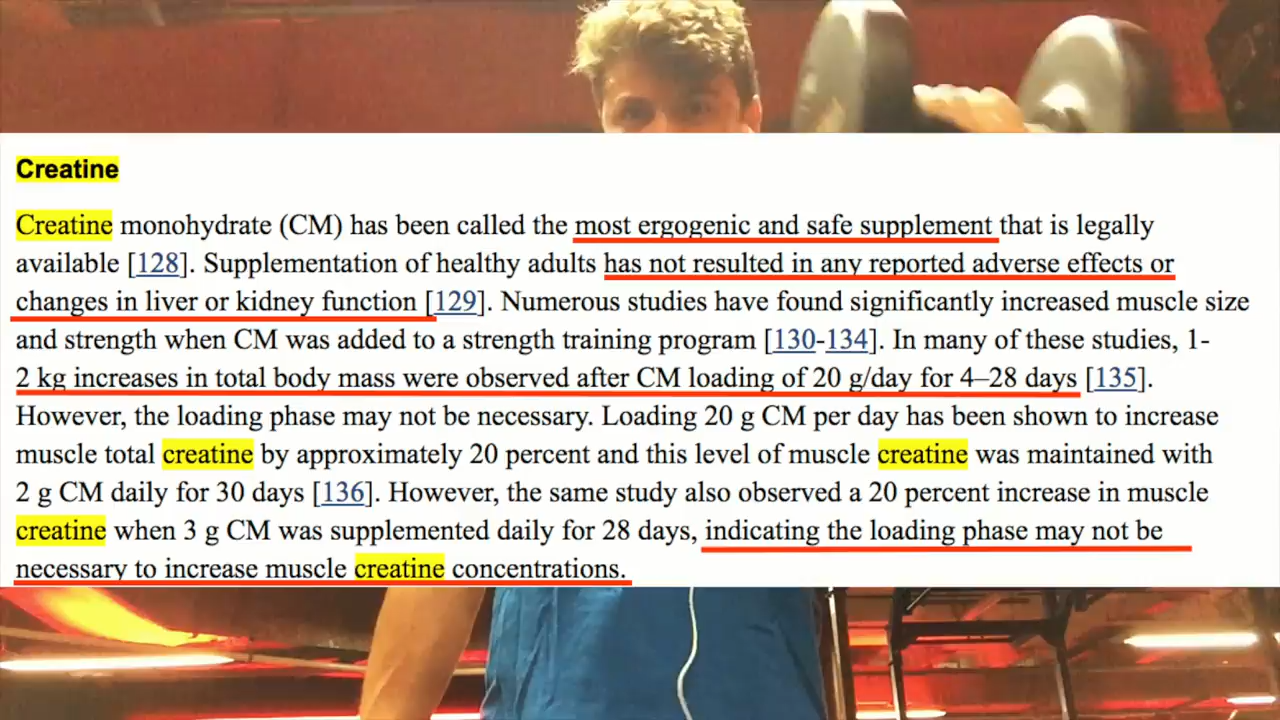 Creatine
Creatine monohydrate (CM) has been called the most ergogenic and safe supplement that is legally
available [128]. Supplementation of healthy adults has not resulted in any reported adverse effects or
changes in liver or kidney function [129]. Numerous studies have found significantly increased muscle size
and strength when CM was added to a strength training program [130-134]. In many of these studies, 1-
2 kg increases in total body mass were observed after CM loading of 20 g/day for 4–28 days [135].
However, the loading phase may not be necessary. Loading 20 g CM per day has been shown to increase
muscle total creatine by approximately 20 percent and this level of muscle creatine was maintained with
2 g CM daily for 30 days [136]. However, the same study also observed a 20 percent increase in muscle
creatine when 3 g CM was supplemented daily for 28 days, indicating the loading phase may not be
necessary to increase muscle creatine concentrations.